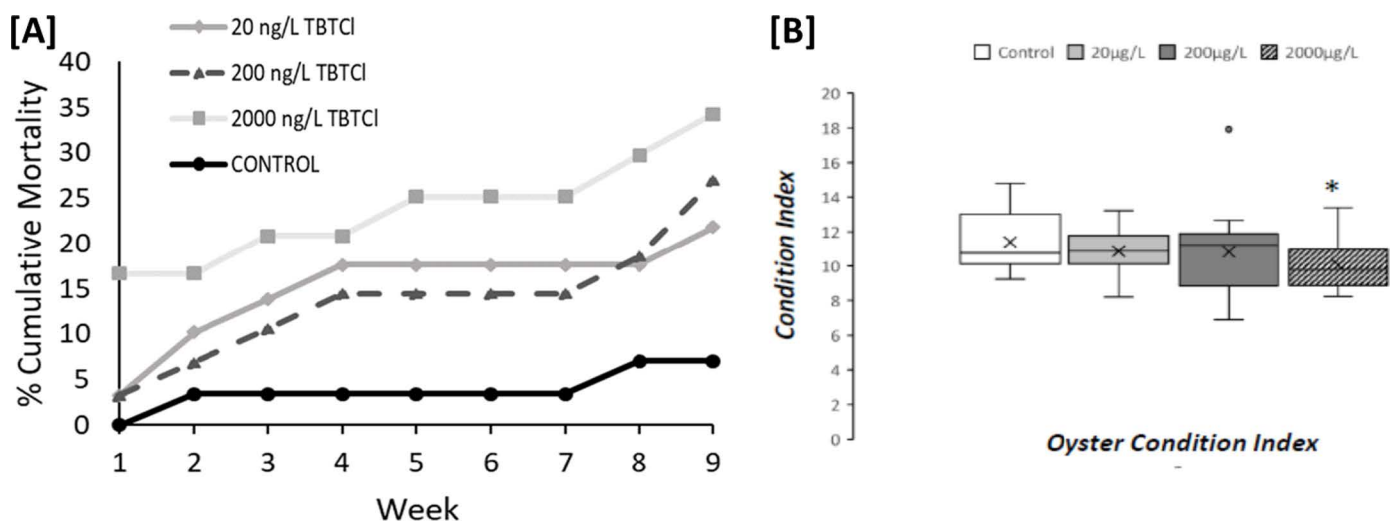 [A]
20 ng/L TBTCl
200 ng/L TBTCl
2000 ng/L TBTCl
CONTROL
% Cumulative Mortality
40
35
30
25
20
15
10
5
0
1 2 3 4 5 6 7 8 9
Week
[B]
Control 20µg/L 200µg/L 2000µg/L
Condition Index
20
18
16
14
12
10
8
6
4
2
0
*
Oyster Condition Index